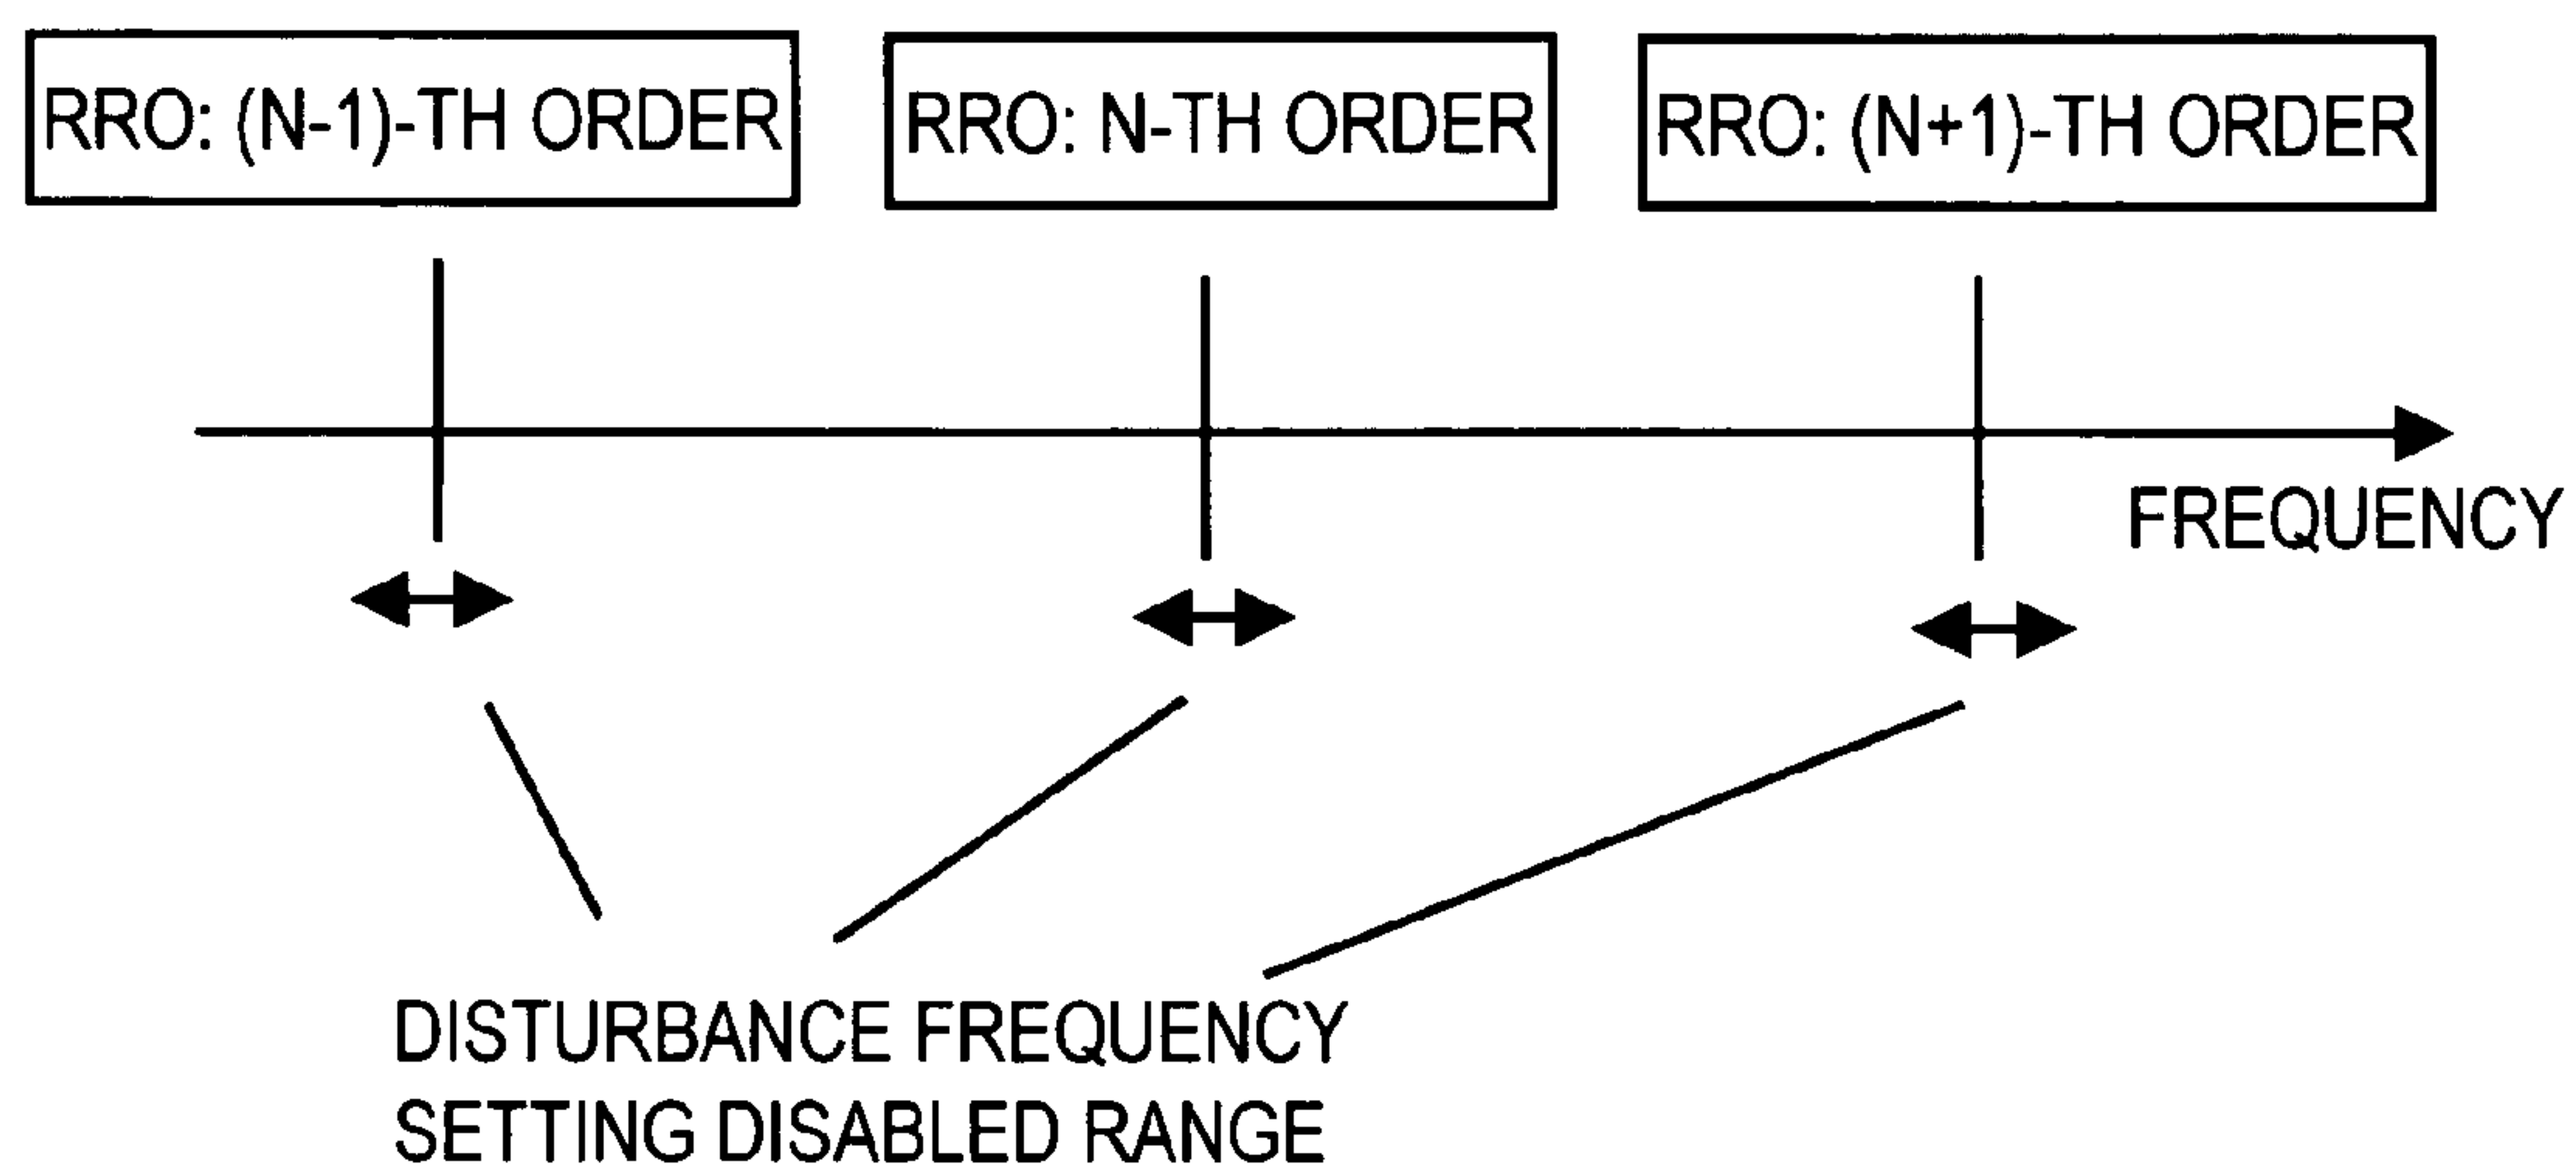 RRO: (N-1)-TH ORDER
RRO: N-TH ORDER
RRO: (N+1)-TH ORDER
FREQUENCY
DISTURBANCE FREQUENCY
SETTING DISABLED RANGE